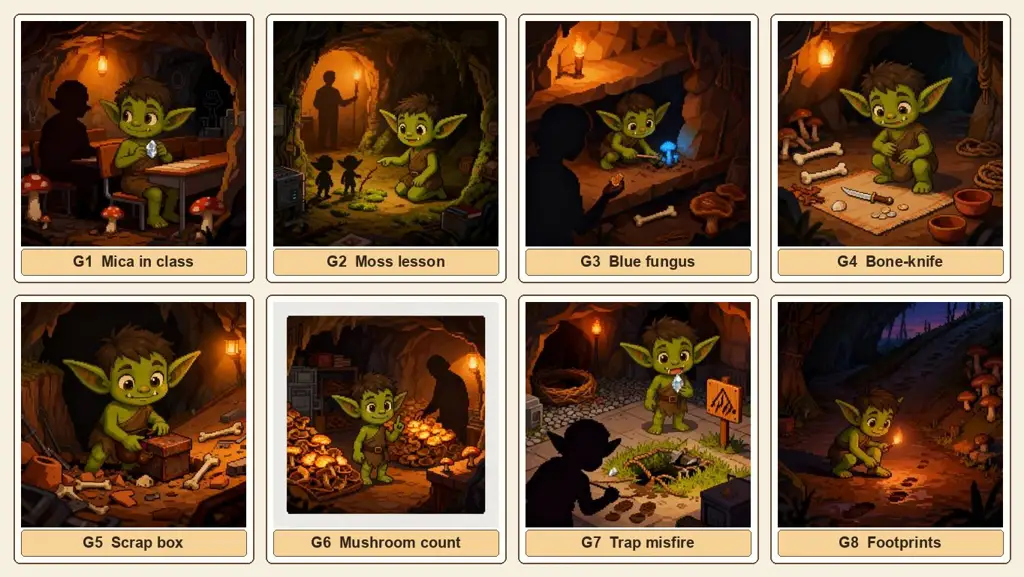 G1 Mica in class
G2 Moss lesson
G3 Blue fungus
G4 Bone-knife
G5 Scrap box
G6 Mushroom count
G7 Trap misfire
G8 Footprints